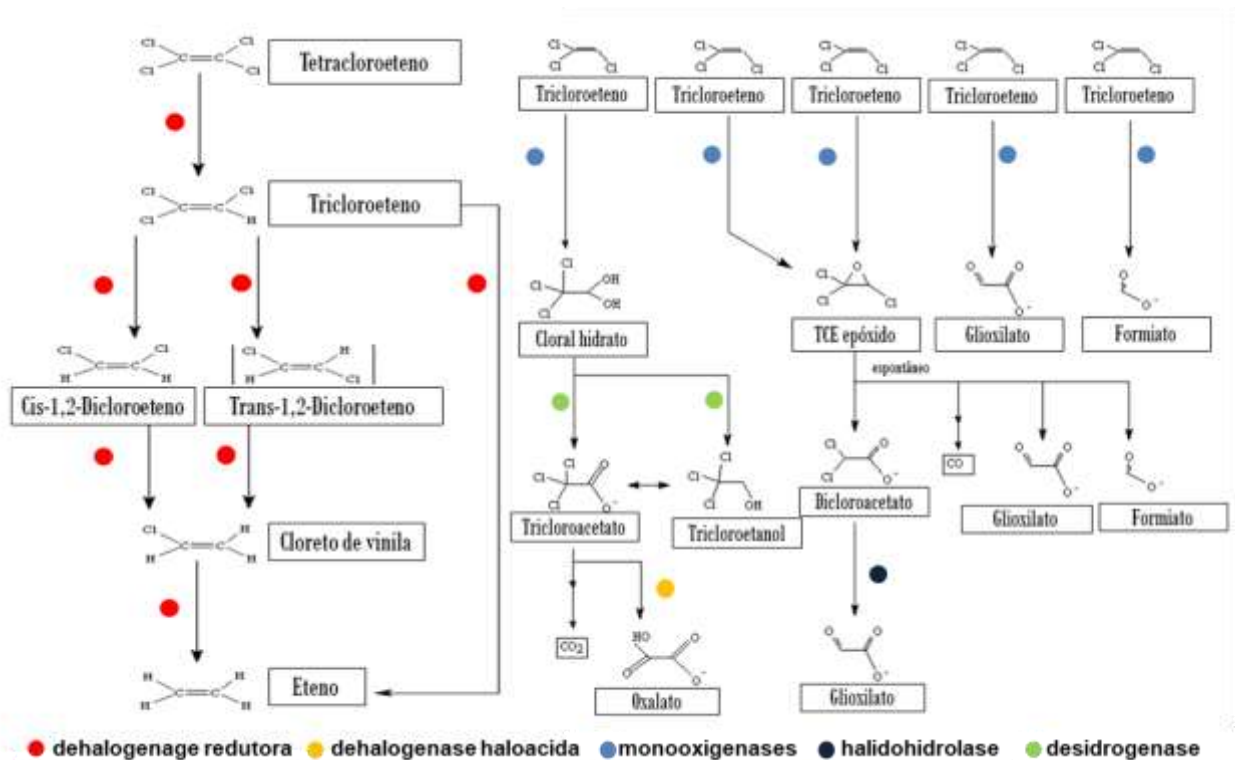 Tetracloroeteno
Tricloroeteno
Cis-1,2-Dicloroeteno
Trans-1,2-Dicloroeteno
Cloreto de vinila
Eteno
Tricloroeteno
Tricloroeteno
Tricloroeteno
Tricloroeteno
Tricloroeteno
Cloral hidrato
TCE epóxido
Glioxilato
Formiato
espontâneo
Tricloroacetato
Tricloroetanol
Dicloroacetato
CO
Glioxilato
Formiato
CO2
Oxalato
Glioxilato
dehalogenage redutora
dehalogenase haloacida
monooxigenases
halidohidrolase
desidrogenase